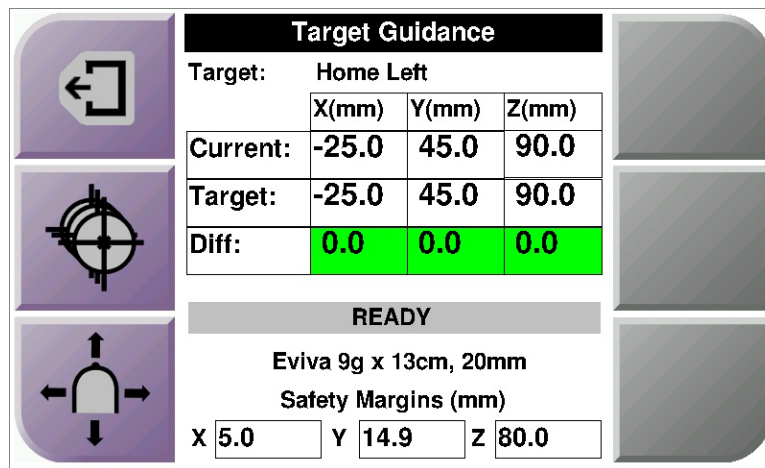 Target Guidance
Target: Home Left
X(mm) Y(mm) Z(mm)
Current: -25.0 45.0 90.0
Target: -25.0 45.0 90.0
Diff: 0.0 0.0 0.0
READY
Eviva 9g x 13cm, 20mm
Safety Margins (mm)
X 5.0 Y 14.9 Z 80.0